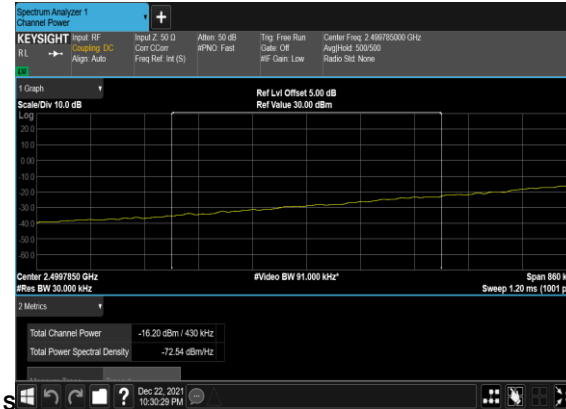 Spectrum Analyzer 1
Channel Power
+
KEYSIGHT Input: RF Input Z: 50 Ω Atten: 50 dB Trig: Free Run Center Freq: 2.499785000 GHz
RL Coupling: DC Corr CCorr #PNO: Fast Gate: Off Avg|Hold: 500/500
Align: Auto Freq Ref: Int (S) #IF Gain: Low Radio Std: None
1 Graph
Ref Lvl Offset 5.00 dB
Scale/Div 10.0 dB Ref Value 30.00 dBm
Log
20.0
10.0
0.00
-10.0
-20.0
-30.0
-40.0
-50.0
-60.0
Center 2.4997850 GHz #Video BW 91.000 kHz* Span 860 k
#Res BW 30.000 kHz Sweep 1.20 ms (1001 p
2 Metrics
Total Channel Power -16.20 dBm / 430 kHz
Total Power Spectral Density -72.54 dBm/Hz
S
?
Dec 22, 2021
10:30:29 PM